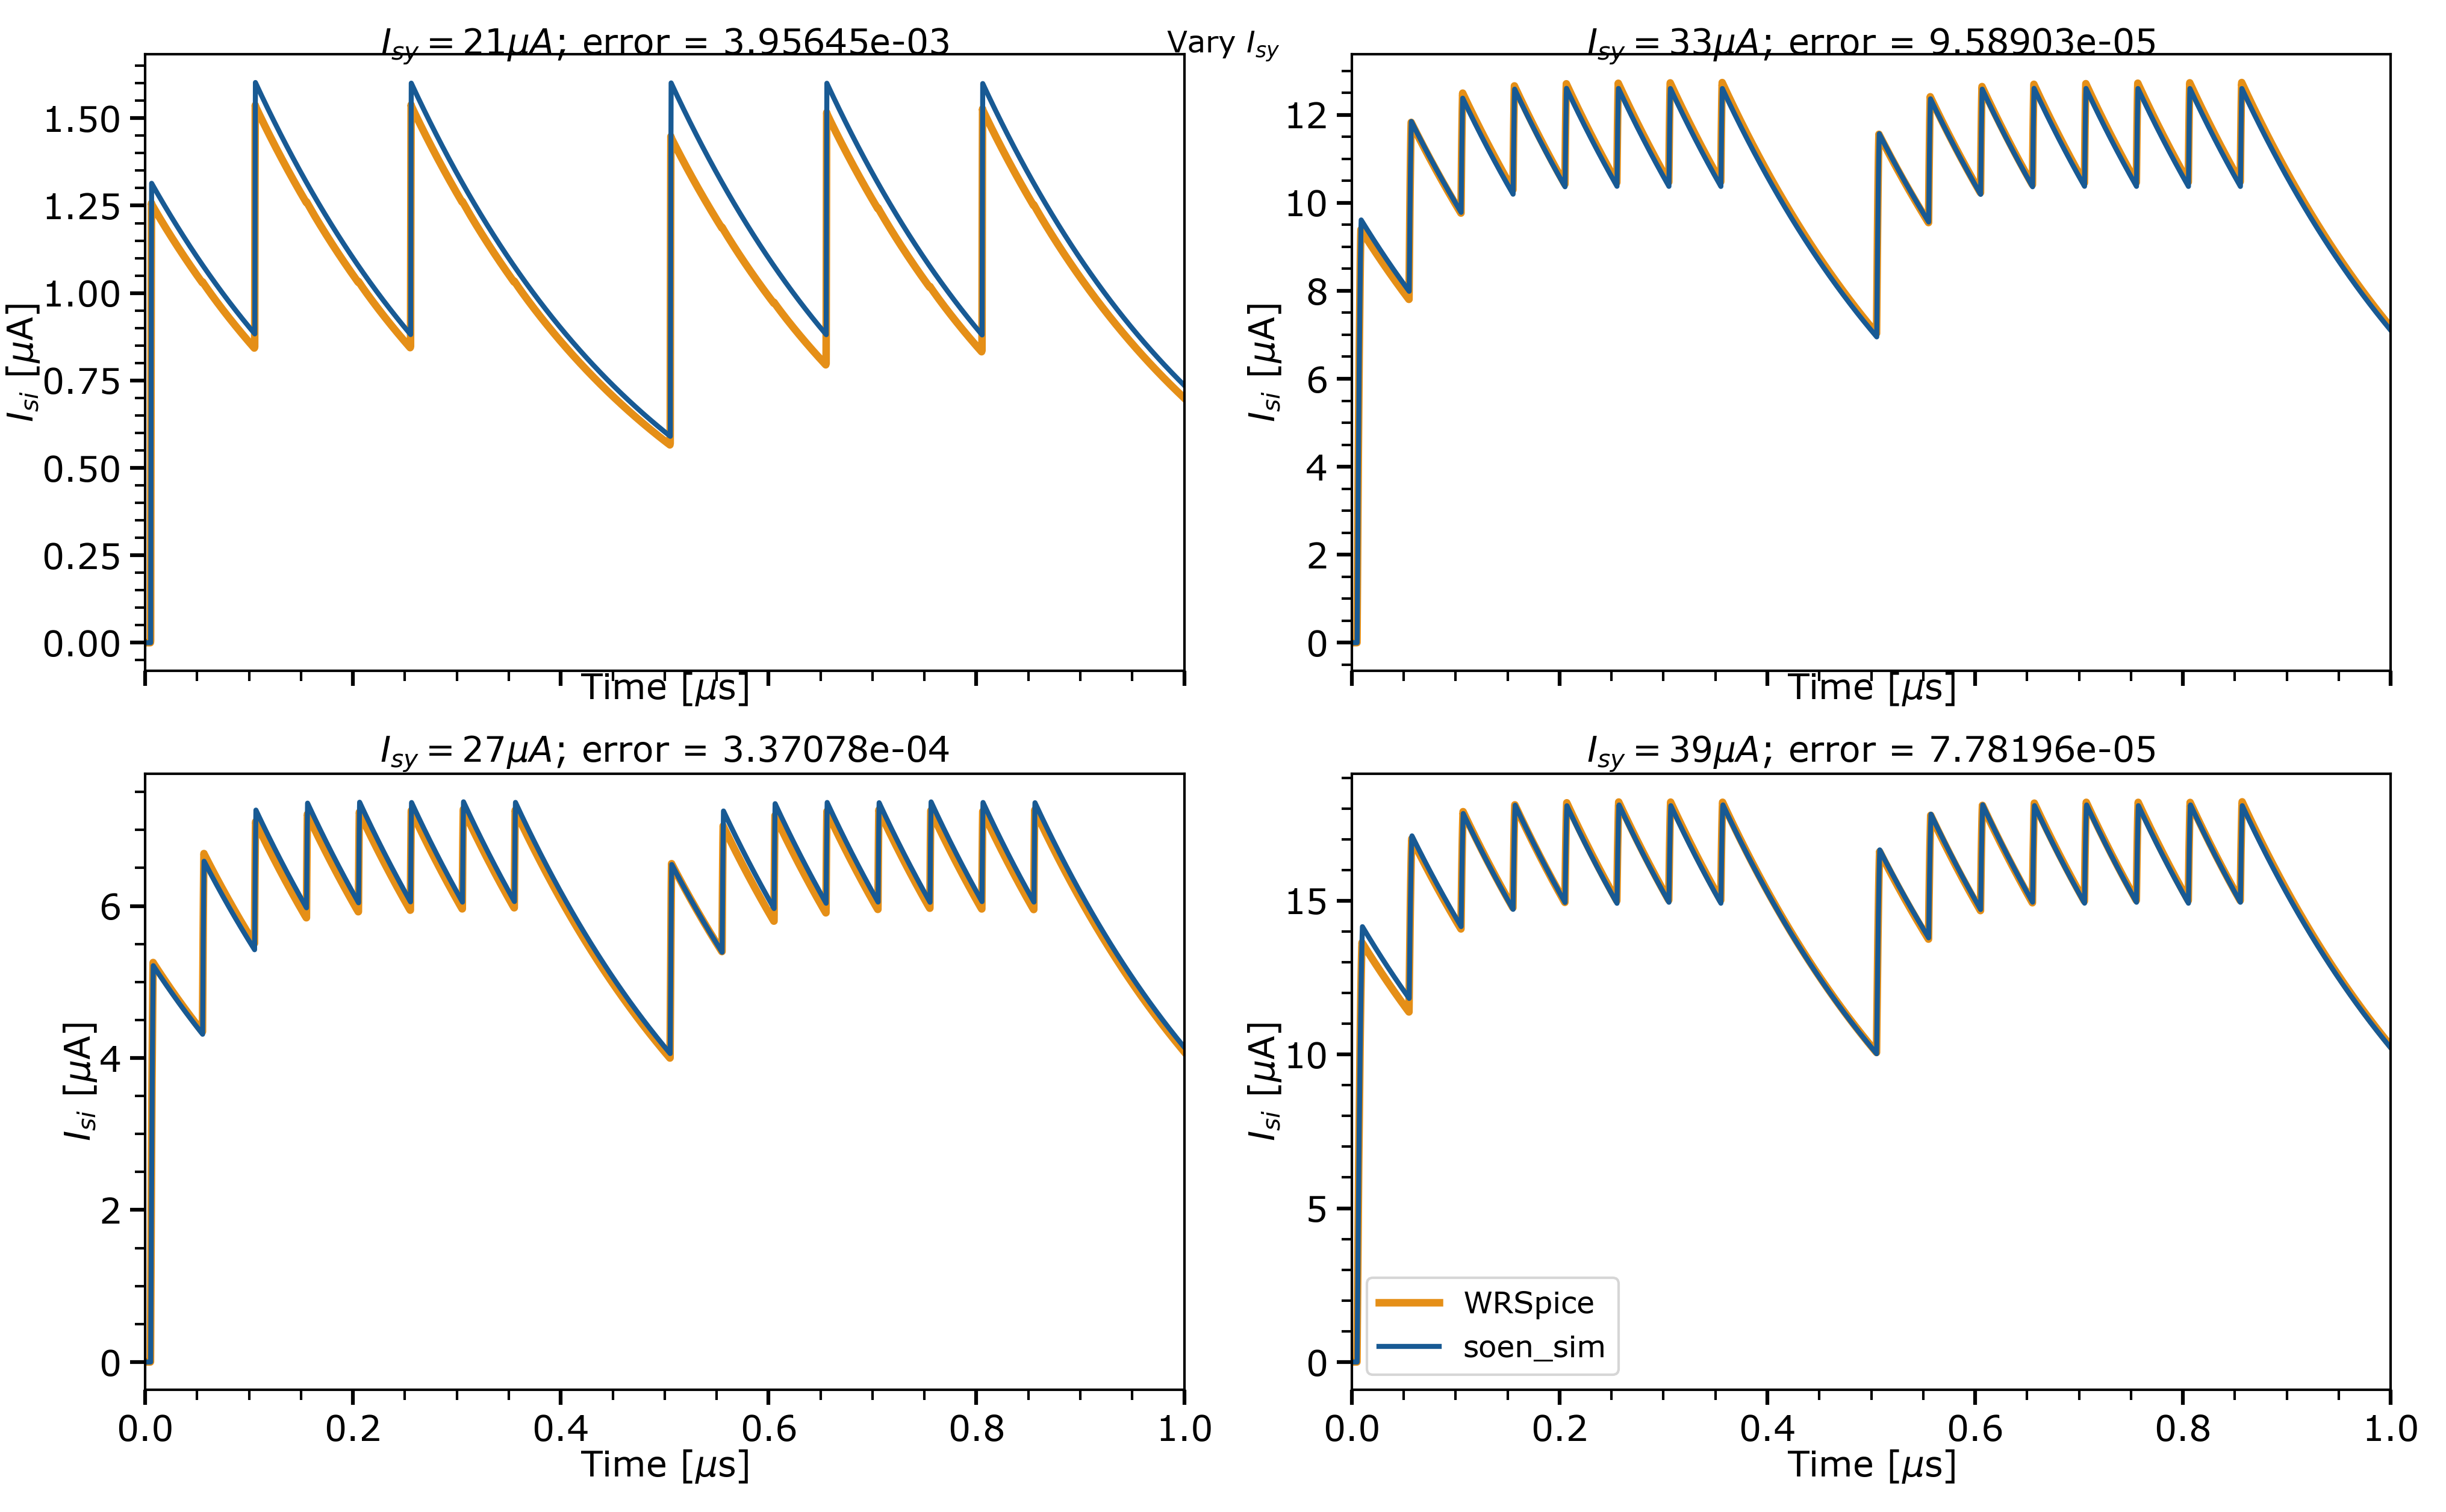 Vary I_sy
I_sy = 21μA; error = 3.95645e-03
1.50
1.25
1.00
0.75
0.50
0.25
0.00
I_si [μA]
Time [μs]
I_sy = 33μA; error = 9.58903e-05
12
10
8
6
4
2
0
I_si [μA]
Time [μs]
I_sy = 27μA; error = 3.37078e-04
6
4
2
0
I_si [μA]
0.0 0.2 0.4 0.6 0.8 1.0
Time [μs]
I_sy = 39μA; error = 7.78196e-05
15
10
5
0
I_si [μA]
WRSpice
soen_sim
0.0 0.2 0.4 0.6 0.8 1.0
Time [μs]